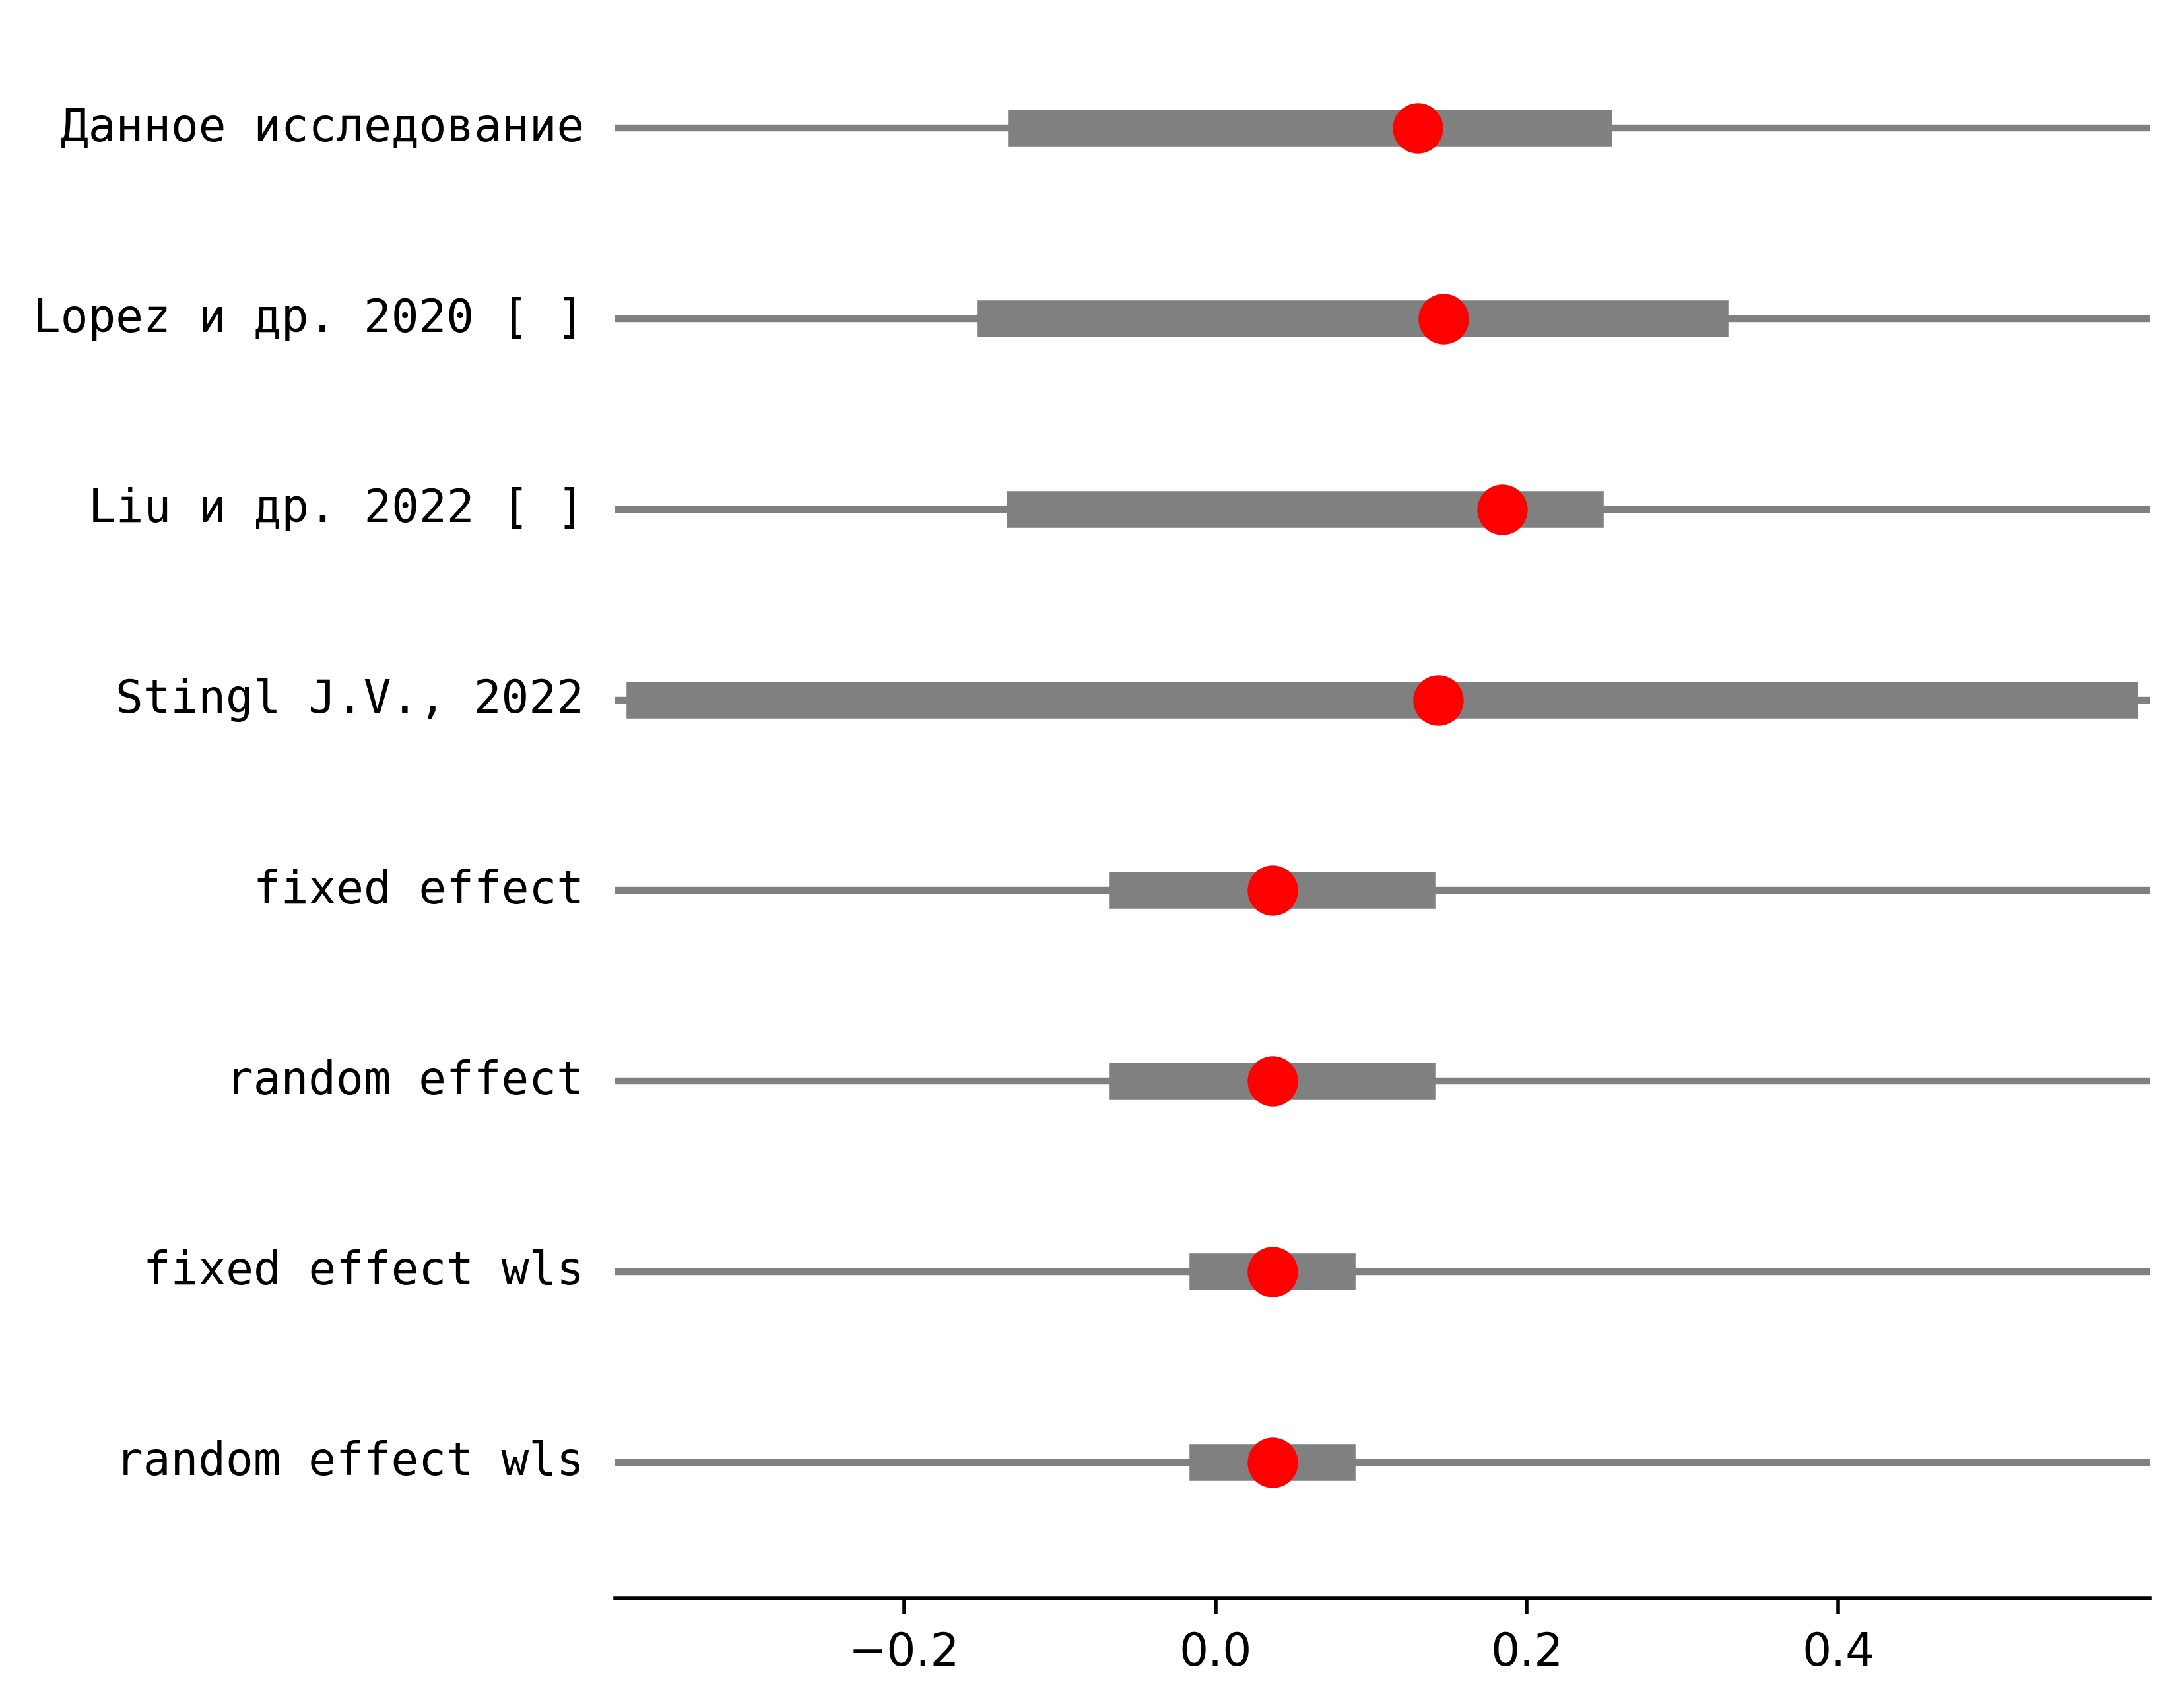 Данное исследование
Lopez и др. 2020 [ ]
Liu и др. 2022 [ ]
Stingl J.V., 2022
fixed effect
random effect
fixed effect wls
random effect wls
−0.2 0.0 0.2 0.4